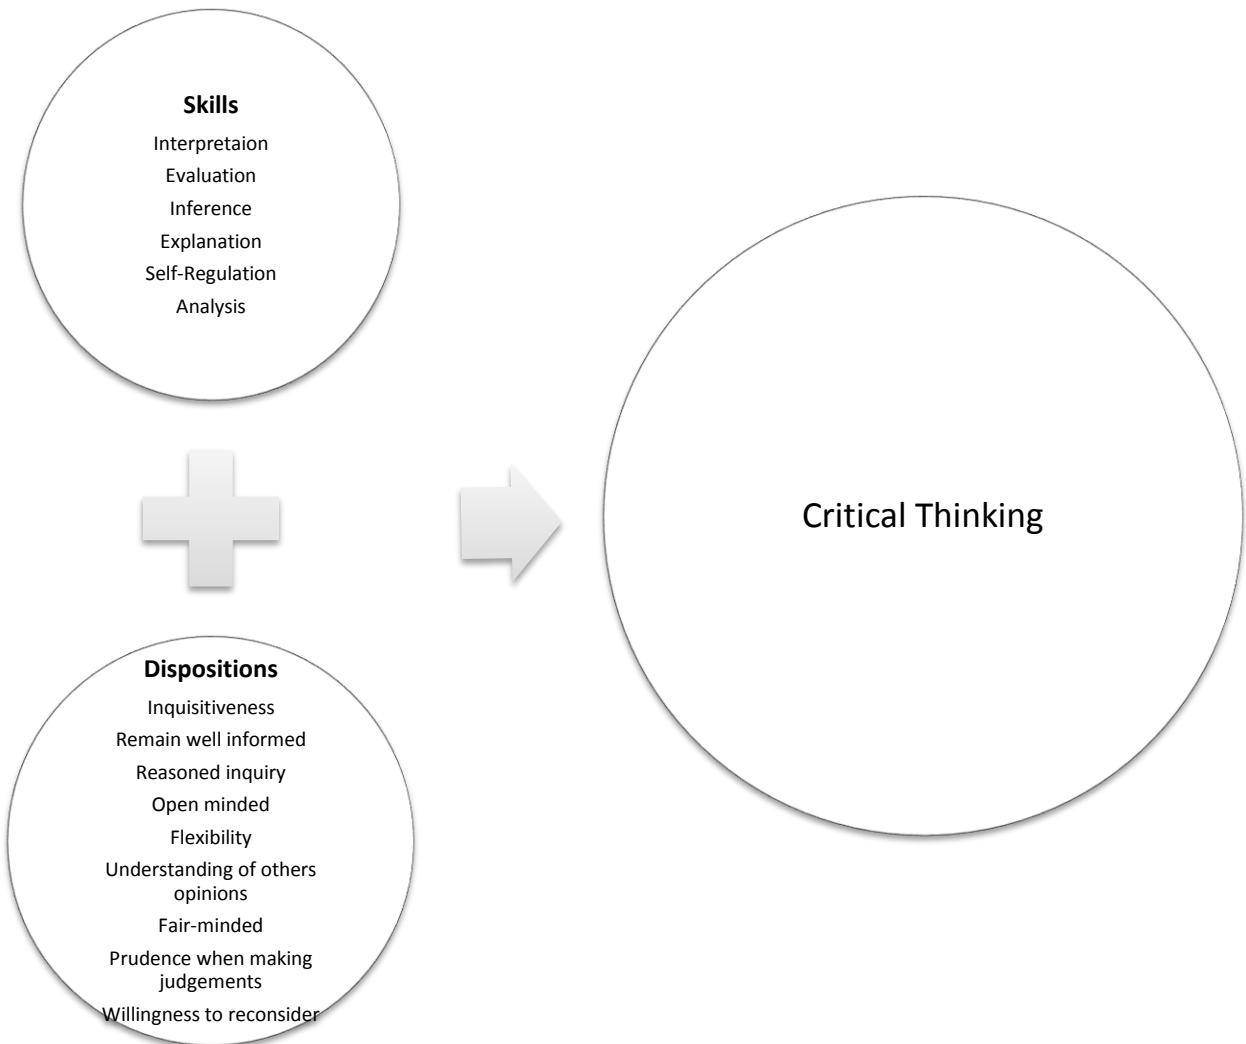 Skills
Interpretaion
Evaluation
Inference
Explanation
Self-Regulation
Analysis
Critical Thinking
Dispositions
Inquisitiveness
Remain well informed
Reasoned inquiry
Open minded
Flexibility
Understanding of others
opinions
Fair-minded
Prudence when making
judgements
Willingness to reconsider